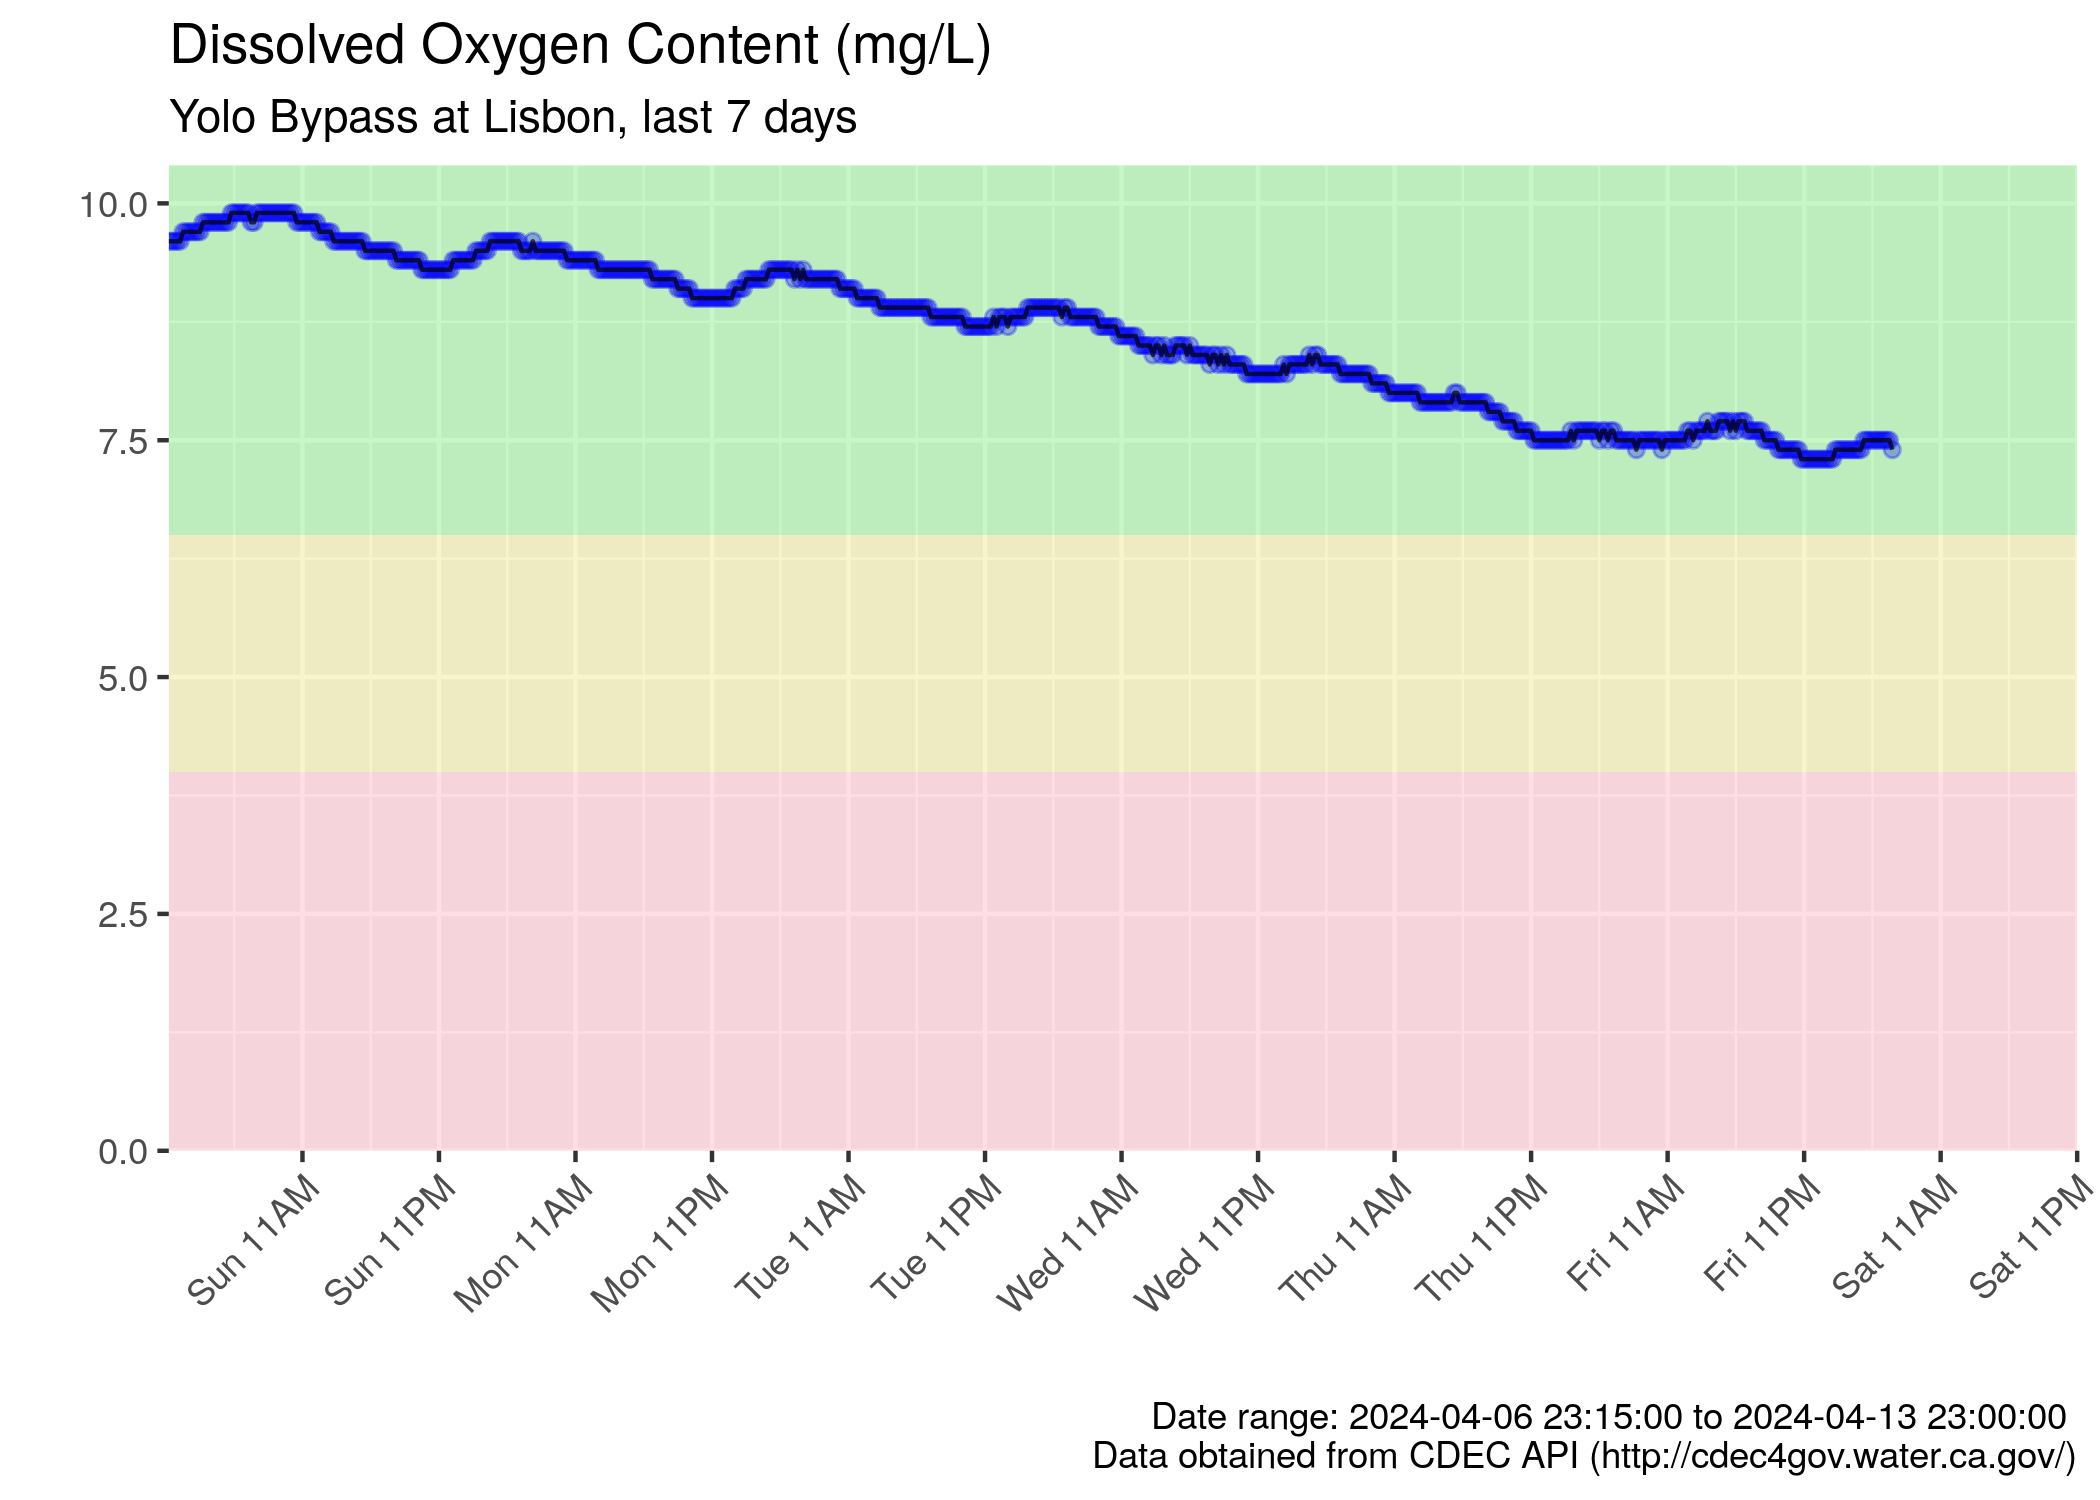 Dissolved Oxygen Content (mg/L)
Yolo Bypass at Lisbon, last 7 days
10.0
7.5
5.0
2.5
0.0
Sun 11AM
Sun 11PM
Mon 11AM
Mon 11PM
Tue 11AM
Tue 11PM
Wed 11AM
Wed 11PM
Thu 11AM
Thu 11PM
Fri 11AM
Fri 11PM
Sat 11AM
Sat 11PM
Date range: 2024-04-06 23:15:00 to 2024-04-13 23:00:00
Data obtained from CDEC API (http://cdec4gov.water.ca.gov/)